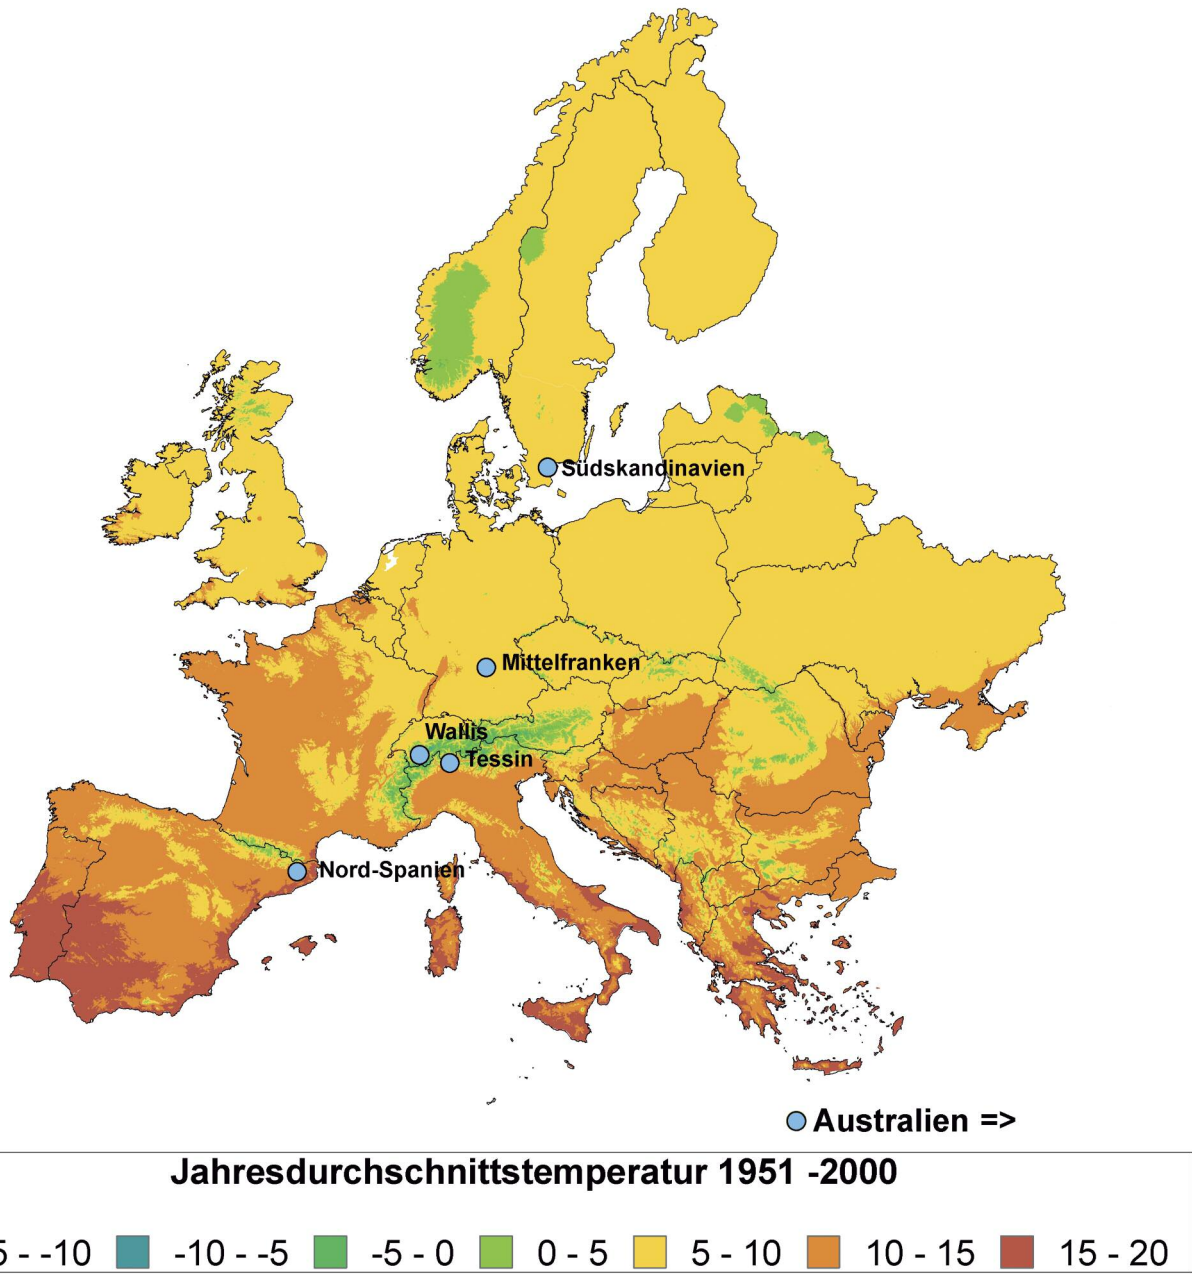 Südskandinavien
Mittelfranken
Wallis
Tessin
Nord-Spanien
Australien =>
Jahresdurchschnittstemperatur 1951 -2000
5 - -10 -10 - -5 -5 - 0 0 - 5 5 - 10 10 - 15 15 - 20